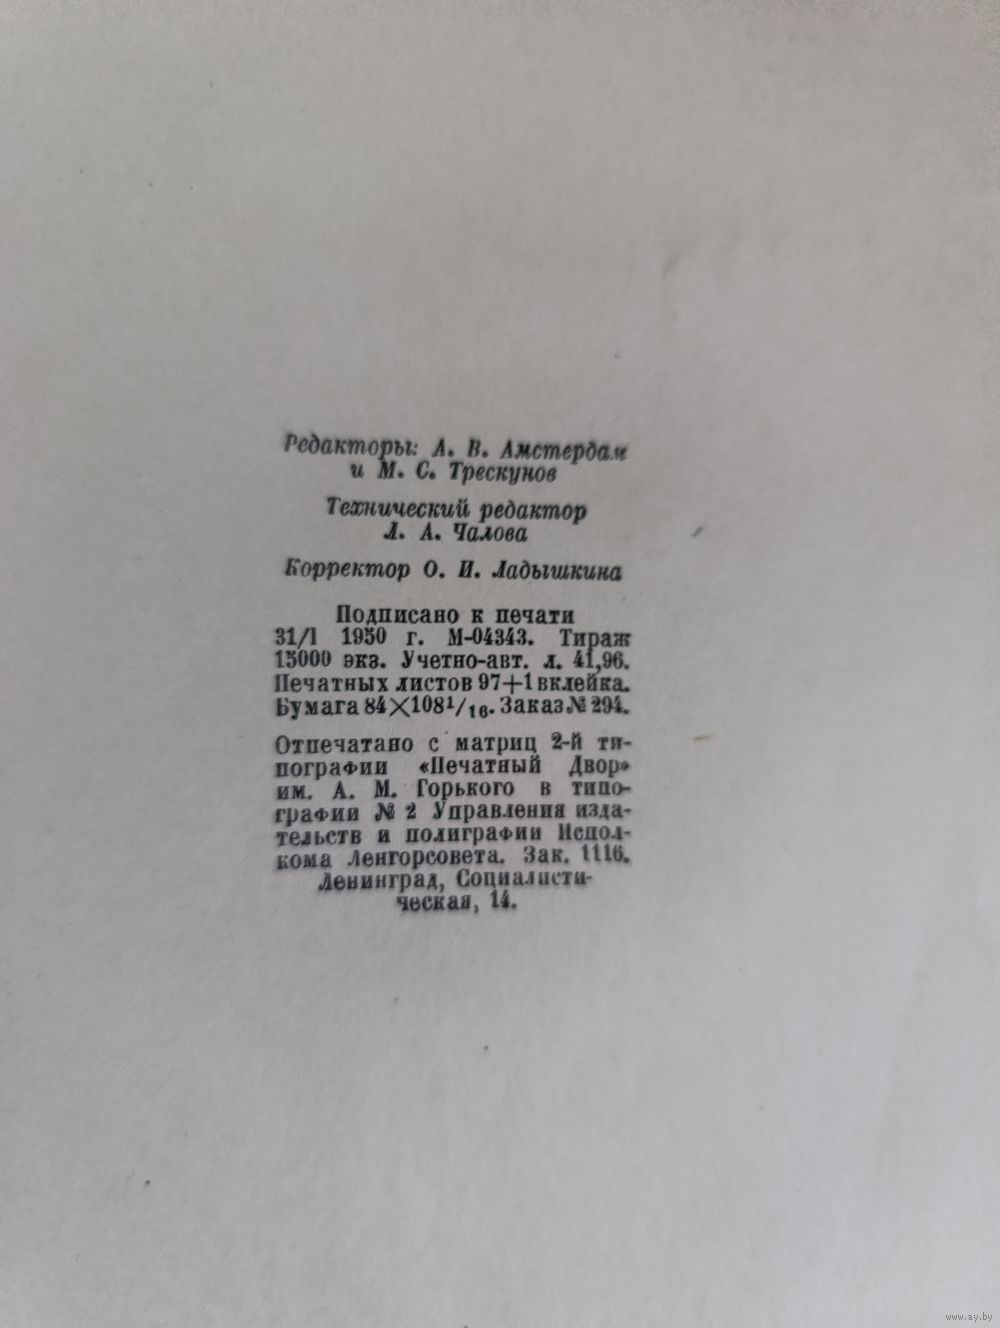 Редакторы: А. В. Амстердам
и М. С. Трескунов
Технический редактор
Л. А. Чалова
Корректор О. И. Ладышкина
Подписано к печати
31/I 1950 г. М-04343. Тираж
15000 экз. Учетно-авт. л. 41,96.
Печатных листов 97+1 вклейка.
Бумага 84×108¹/₁₆. Заказ № 294.
Отпечатано с матриц 2-й ти-
пографии «Печатный Двор»
им. А. М. Горького в типо-
графии № 2 Управления изда-
тельств и полиграфии Испол-
кома Ленгорсовета. Зак. 1116.
Ленинград, Социалисти-
ческая, 14.
www.ay.by